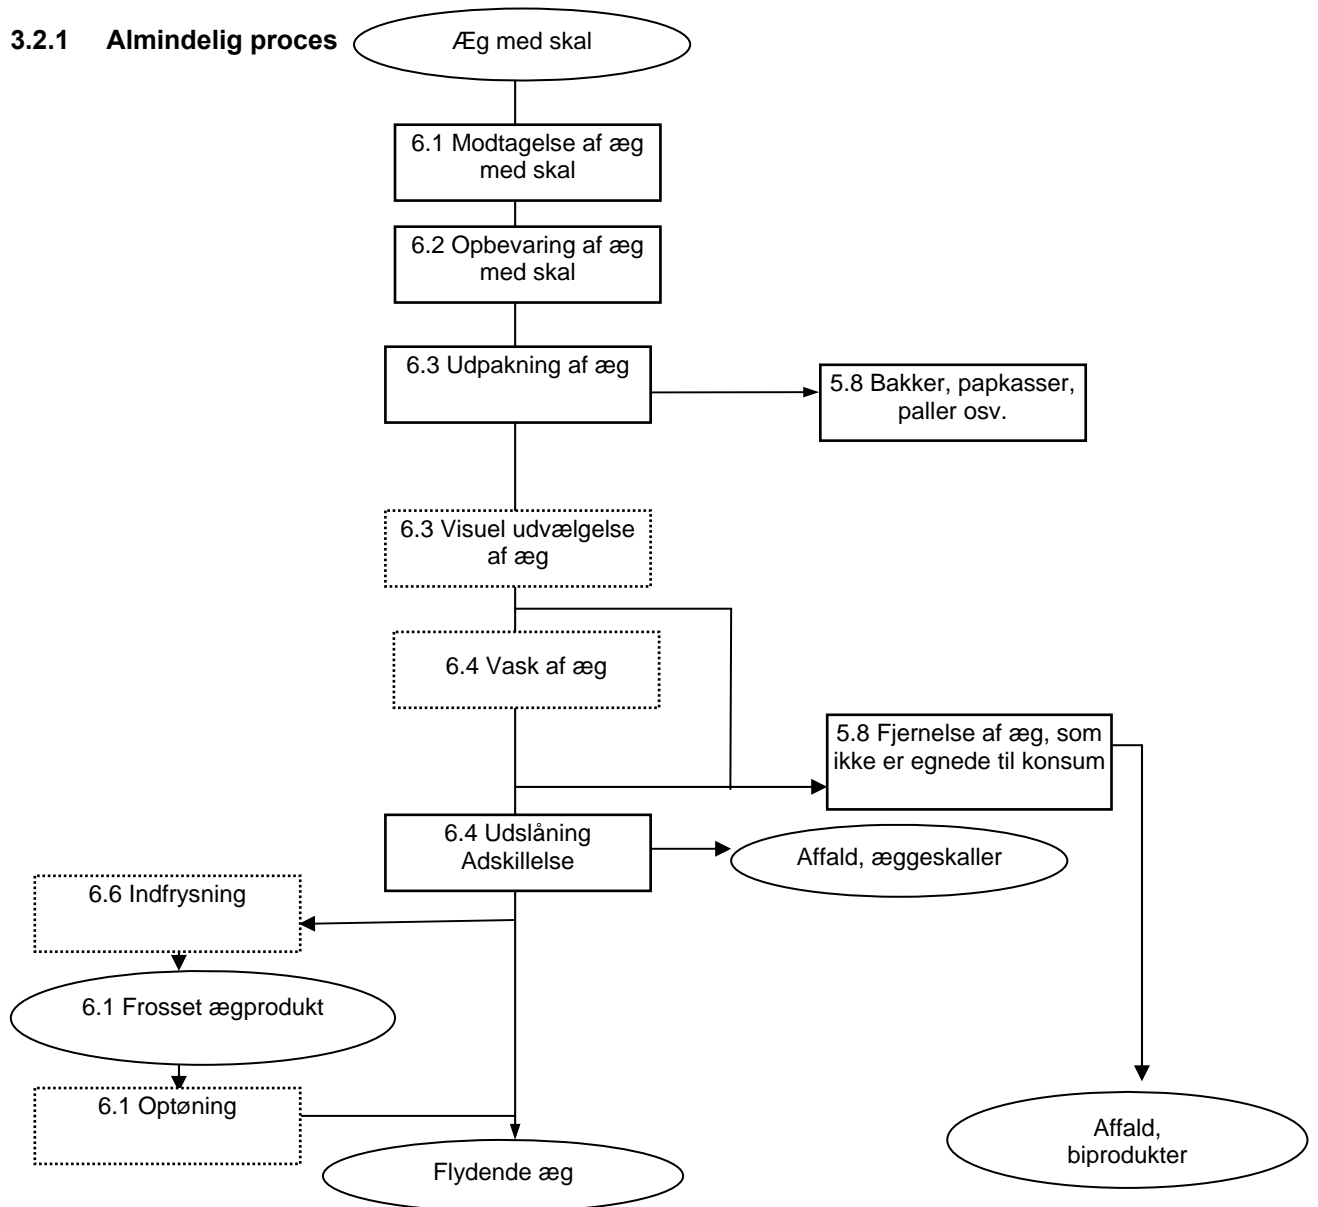 3.2.1 Almindelig proces
Æg med skal
6.1 Modtagelse af æg
med skal
6.2 Opbevaring af æg
med skal
6.3 Udpakning af æg
5.8 Bakker, papkasser,
paller osv.
6.3 Visuel udvælgelse
af æg
6.4 Vask af æg
5.8 Fjernelse af æg, som
ikke er egnede til konsum
6.4 Udslåning
Adskillelse
Affald, æggeskaller
6.6 Indfrysning
6.1 Frosset ægprodukt
6.1 Optøning
Affald,
biprodukter
Flydende æg